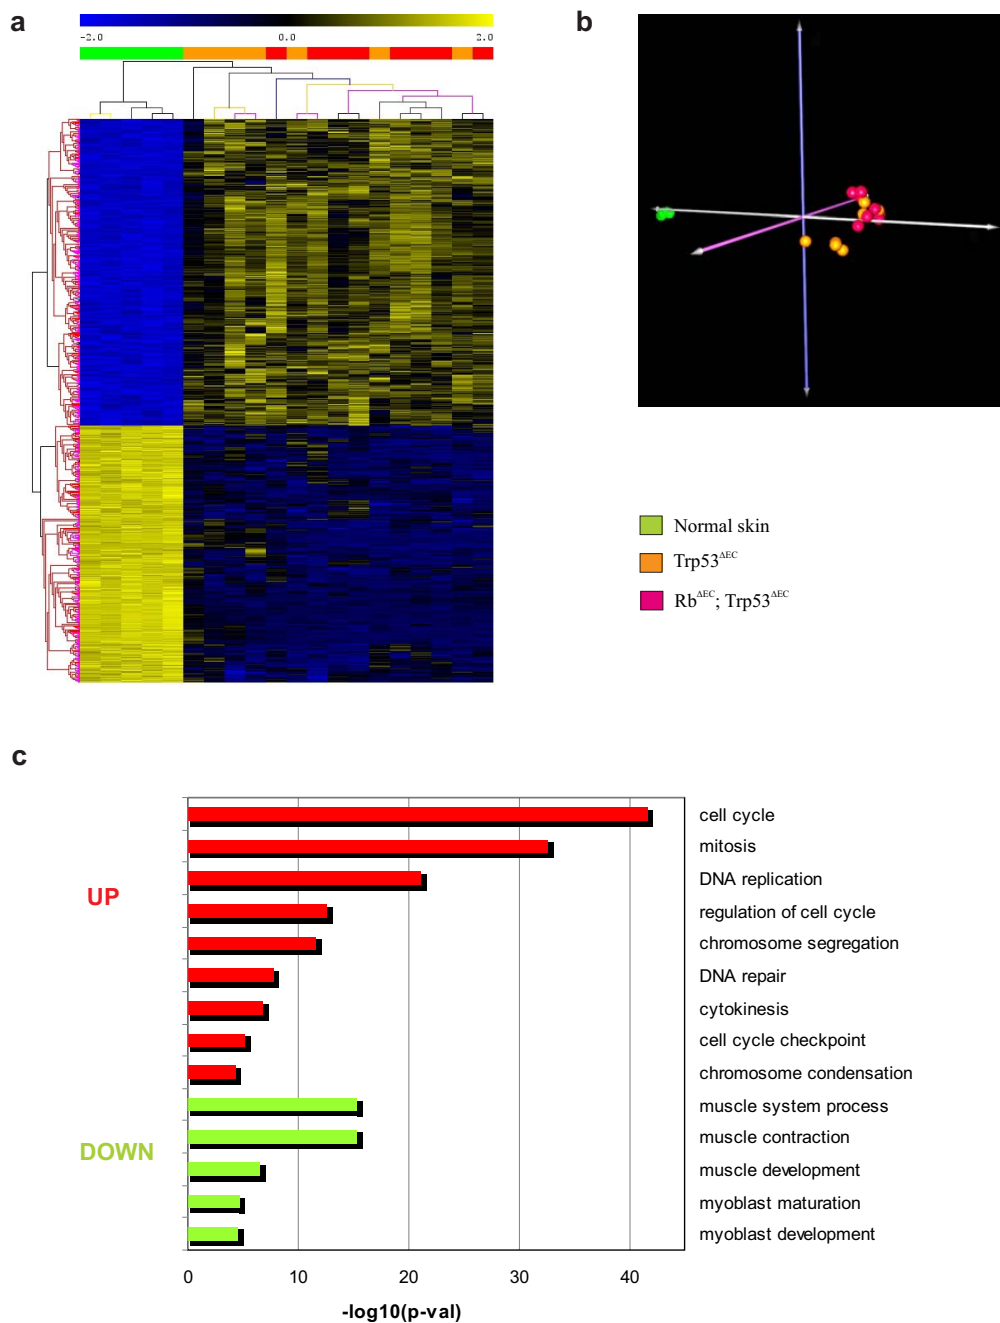 a
-2.0 0.0 2.0
b
Normal skin
Trp53ΔEC
RbΔEC; Trp53ΔEC
c
UP
DOWN
cell cycle
mitosis
DNA replication
regulation of cell cycle
chromosome segregation
DNA repair
cytokinesis
cell cycle checkpoint
chromosome condensation
muscle system process
muscle contraction
muscle development
myoblast maturation
myoblast development
0 10 20 30 40
-log10(p-val)